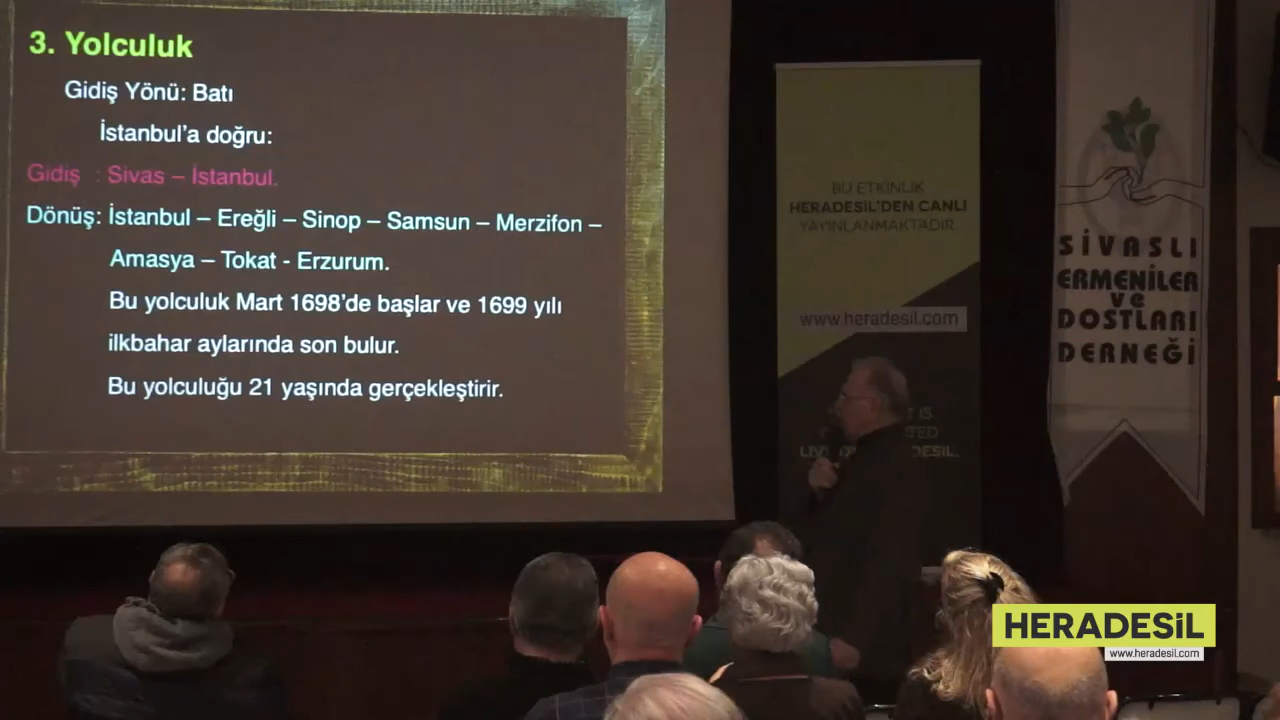 3. Yolculuk
Gidiş Yönü: Batı
İstanbul'a doğru:
Gidiş : Sivas – İstanbul.
Dönüş: İstanbul – Ereğli – Sinop – Samsun – Merzifon –
Amasya – Tokat - Erzurum.
Bu yolculuk Mart 1698'de başlar ve 1699 yılı
ilkbahar aylarında son bulur.
Bu yolculuğu 21 yaşında gerçekleştirir.
BU ETKİNLİK
HERADESİL'DEN CANLI
YAYINLANMAKTADIR
www.heradesil.com
SİVASLI
ERMENİLER
ve
DOSTLARI
DERNEĞİ
HERADESİL
www.heradesil.com